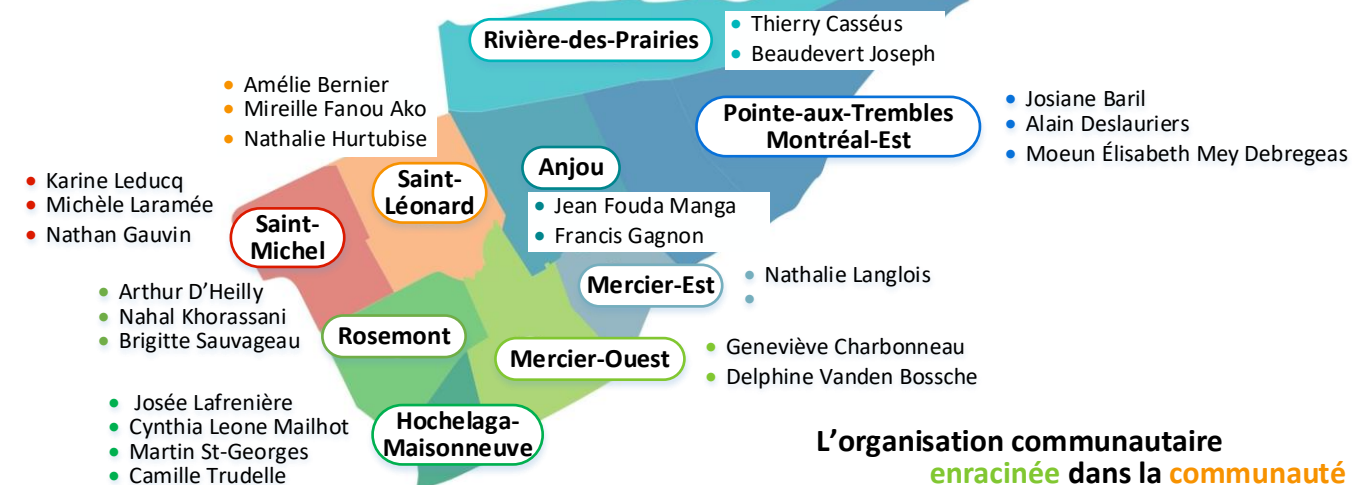 Rivière-des-Prairies
• Thierry Casséus
• Beaudevert Joseph
• Amélie Bernier
• Mireille Fanou Ako
• Nathalie Hurtubise
Saint-
Léonard
Pointe-aux-Trembles
Montréal-Est
• Josiane Baril
• Alain Deslauriers
• Moeun Élisabeth Mey Debregeas
Anjou
• Jean Fouda Manga
• Francis Gagnon
• Karine Leducq
• Michèle Laramée
• Nathan Gauvin
Saint-
Michel
Mercier-Est
• Nathalie Langlois
•
• Arthur D’Heilly
• Nahal Khorassani
• Brigitte Sauvageau
Rosemont
Mercier-Ouest
• Geneviève Charbonneau
• Delphine Vanden Bossche
• Josée Lafrenière
• Cynthia Leone Mailhot
• Martin St-Georges
• Camille Trudelle
Hochelaga-
Maisonneuve
L’organisation communautaire
enracinée dans la communauté